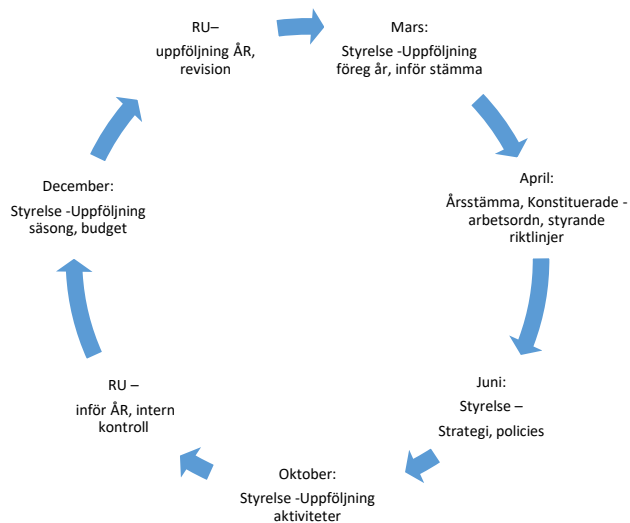 RU–
uppföljning ÅR,
revision
Mars:
Styrelse -Uppföljning
föreg år, inför stämma
April:
Årsstämma, Konstituerade -
arbetsordn, styrande
riktlinjer
Juni:
Styrelse –
Strategi, policies
Oktober:
Styrelse -Uppföljning
aktiviteter
RU –
inför ÅR, intern
kontroll
December:
Styrelse -Uppföljning
säsong, budget